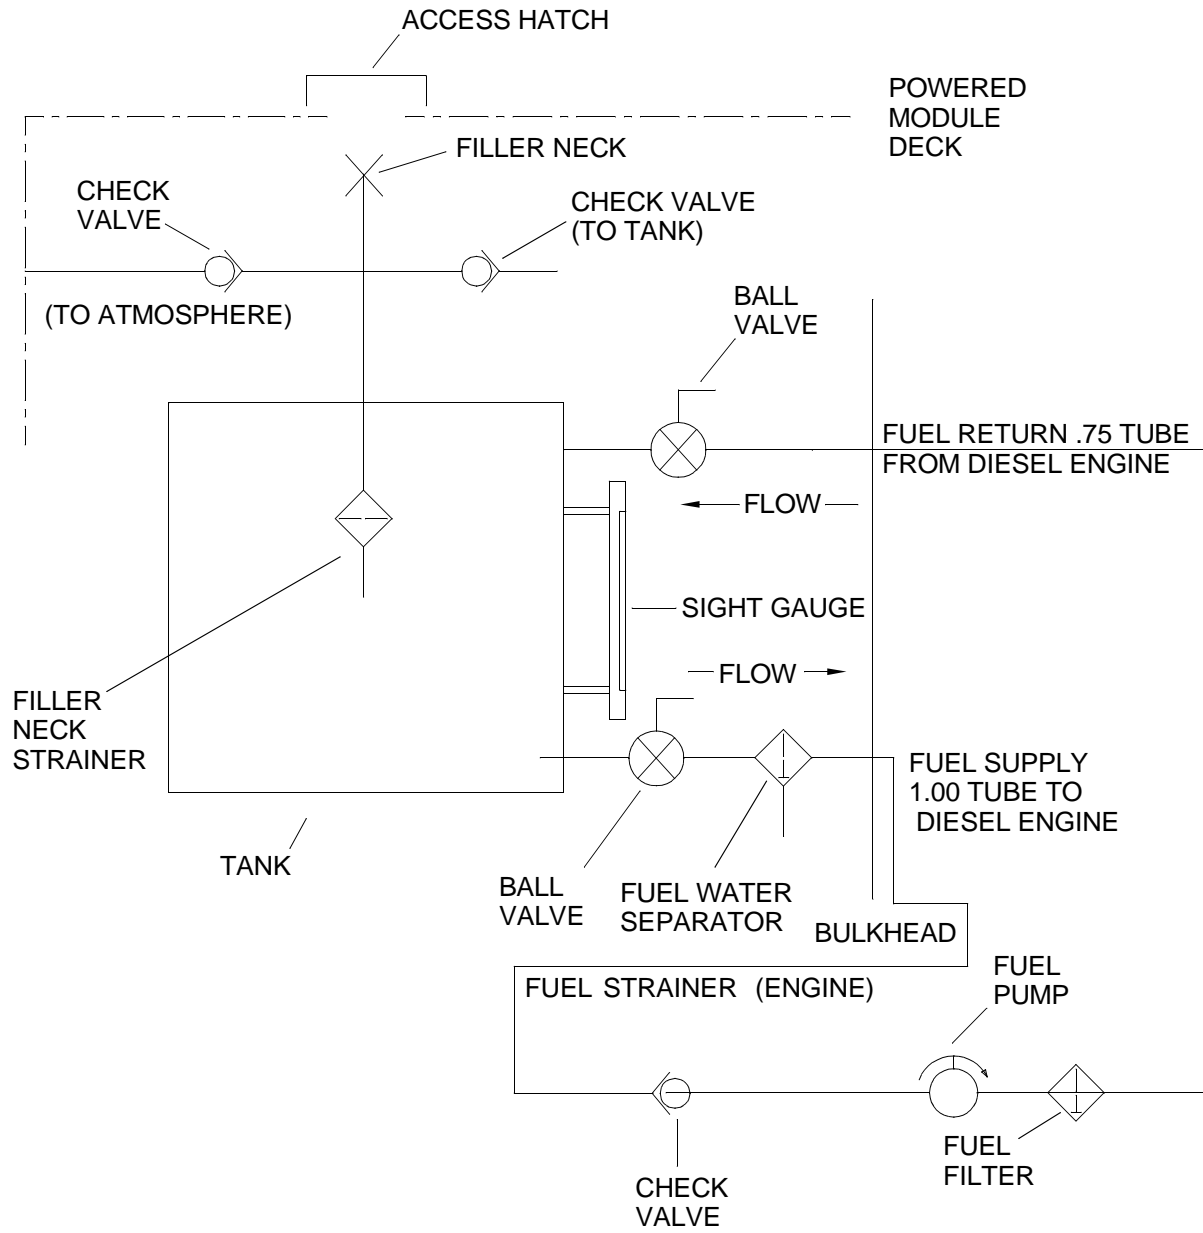 ACCESS HATCH
POWERED
MODULE
DECK
FILLER NECK
CHECK
VALVE
CHECK VALVE
(TO TANK)
(TO ATMOSPHERE)
BALL
VALVE
FUEL RETURN .75 TUBE
FROM DIESEL ENGINE
FLOW
SIGHT GAUGE
FLOW
FILLER
NECK
STRAINER
FUEL SUPPLY
1.00 TUBE TO
DIESEL ENGINE
TANK
BALL
VALVE
FUEL WATER
SEPARATOR
BULKHEAD
FUEL STRAINER (ENGINE)
FUEL
PUMP
FUEL
FILTER
CHECK
VALVE